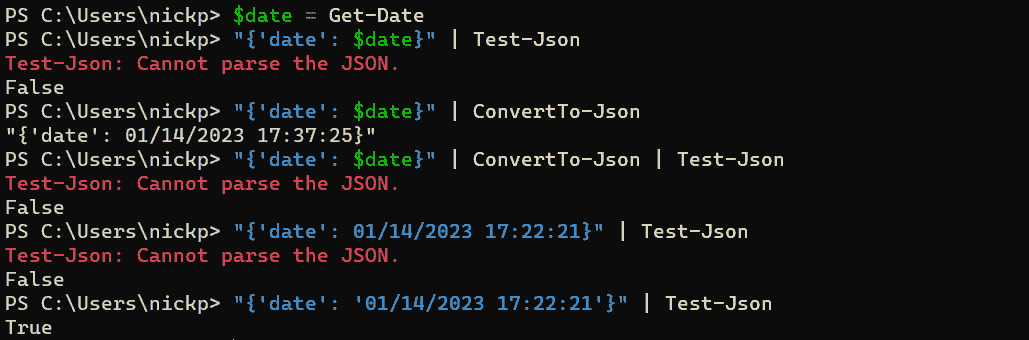 PS C:\Users\nickp> $date = Get-Date
PS C:\Users\nickp> "{'date': $date}" | Test-Json
Test-Json: Cannot parse the JSON.
False
PS C:\Users\nickp> "{'date': $date}" | ConvertTo-Json
"{'date': 01/14/2023 17:37:25}"
PS C:\Users\nickp> "{'date': $date}" | ConvertTo-Json | Test-Json
Test-Json: Cannot parse the JSON.
False
PS C:\Users\nickp> "{'date': 01/14/2023 17:22:21}" | Test-Json
Test-Json: Cannot parse the JSON.
False
PS C:\Users\nickp> "{'date': '01/14/2023 17:22:21'}" | Test-Json
True